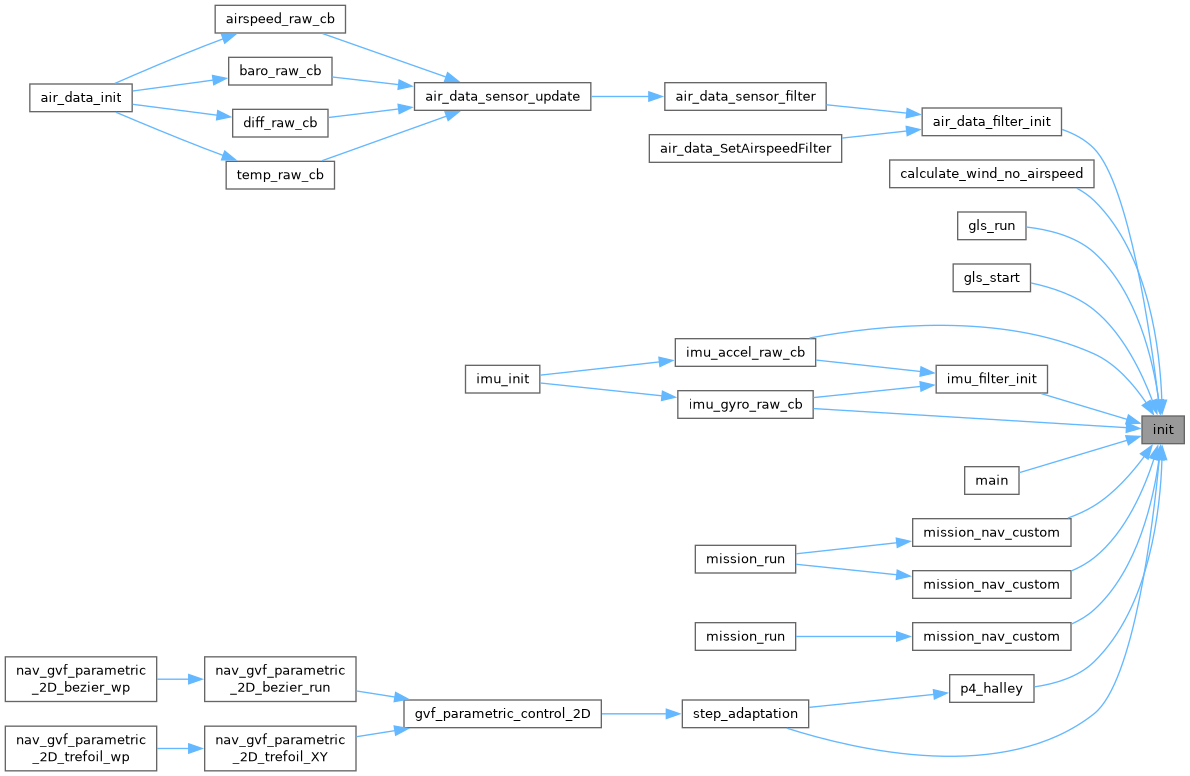 airspeed_raw_cb
baro_raw_cb
air_data_init
air_data_sensor_update
air_data_sensor_filter
diff_raw_cb
air_data_filter_init
air_data_SetAirspeedFilter
temp_raw_cb
calculate_wind_no_airspeed
gls_run
gls_start
imu_accel_raw_cb
imu_init
imu_filter_init
imu_gyro_raw_cb
init
main
mission_nav_custom
mission_run
mission_nav_custom
mission_run
mission_nav_custom
nav_gvf_parametric
_2D_bezier_wp
nav_gvf_parametric
_2D_bezier_run
p4_halley
gvf_parametric_control_2D
step_adaptation
nav_gvf_parametric
_2D_trefoil_wp
nav_gvf_parametric
_2D_trefoil_XY